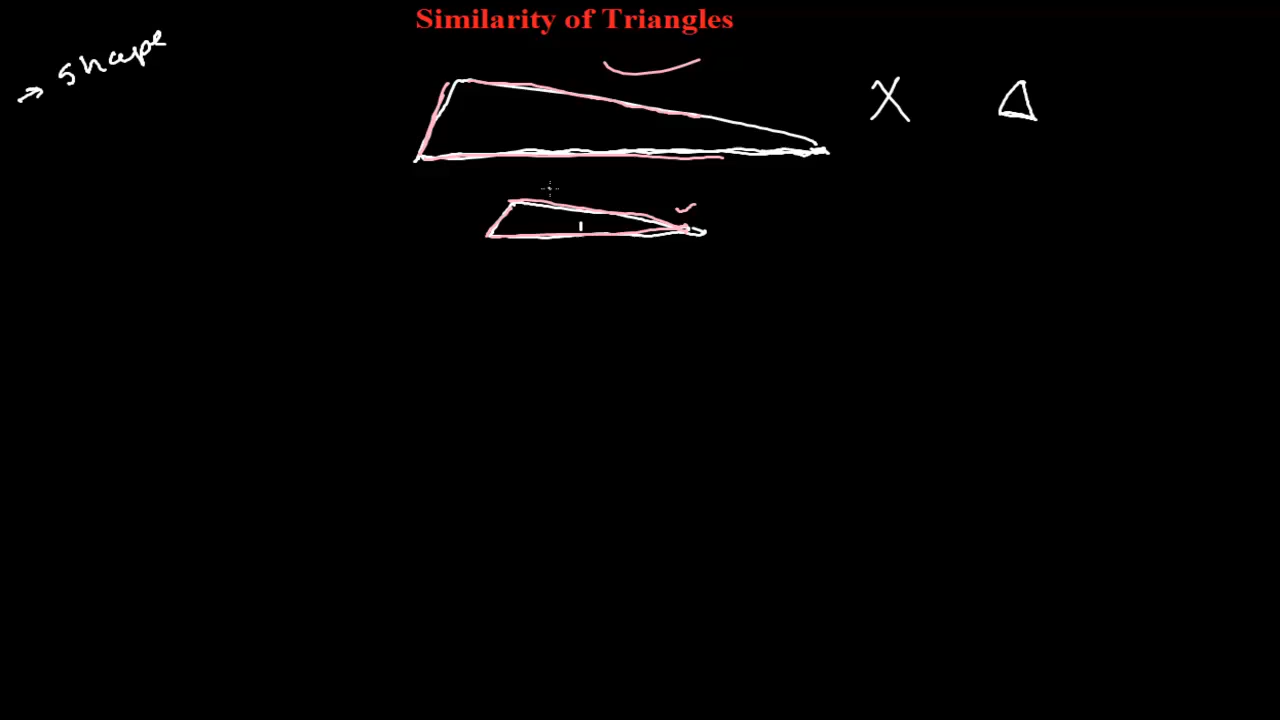 Similarity of Triangles
→ shape
X Δ